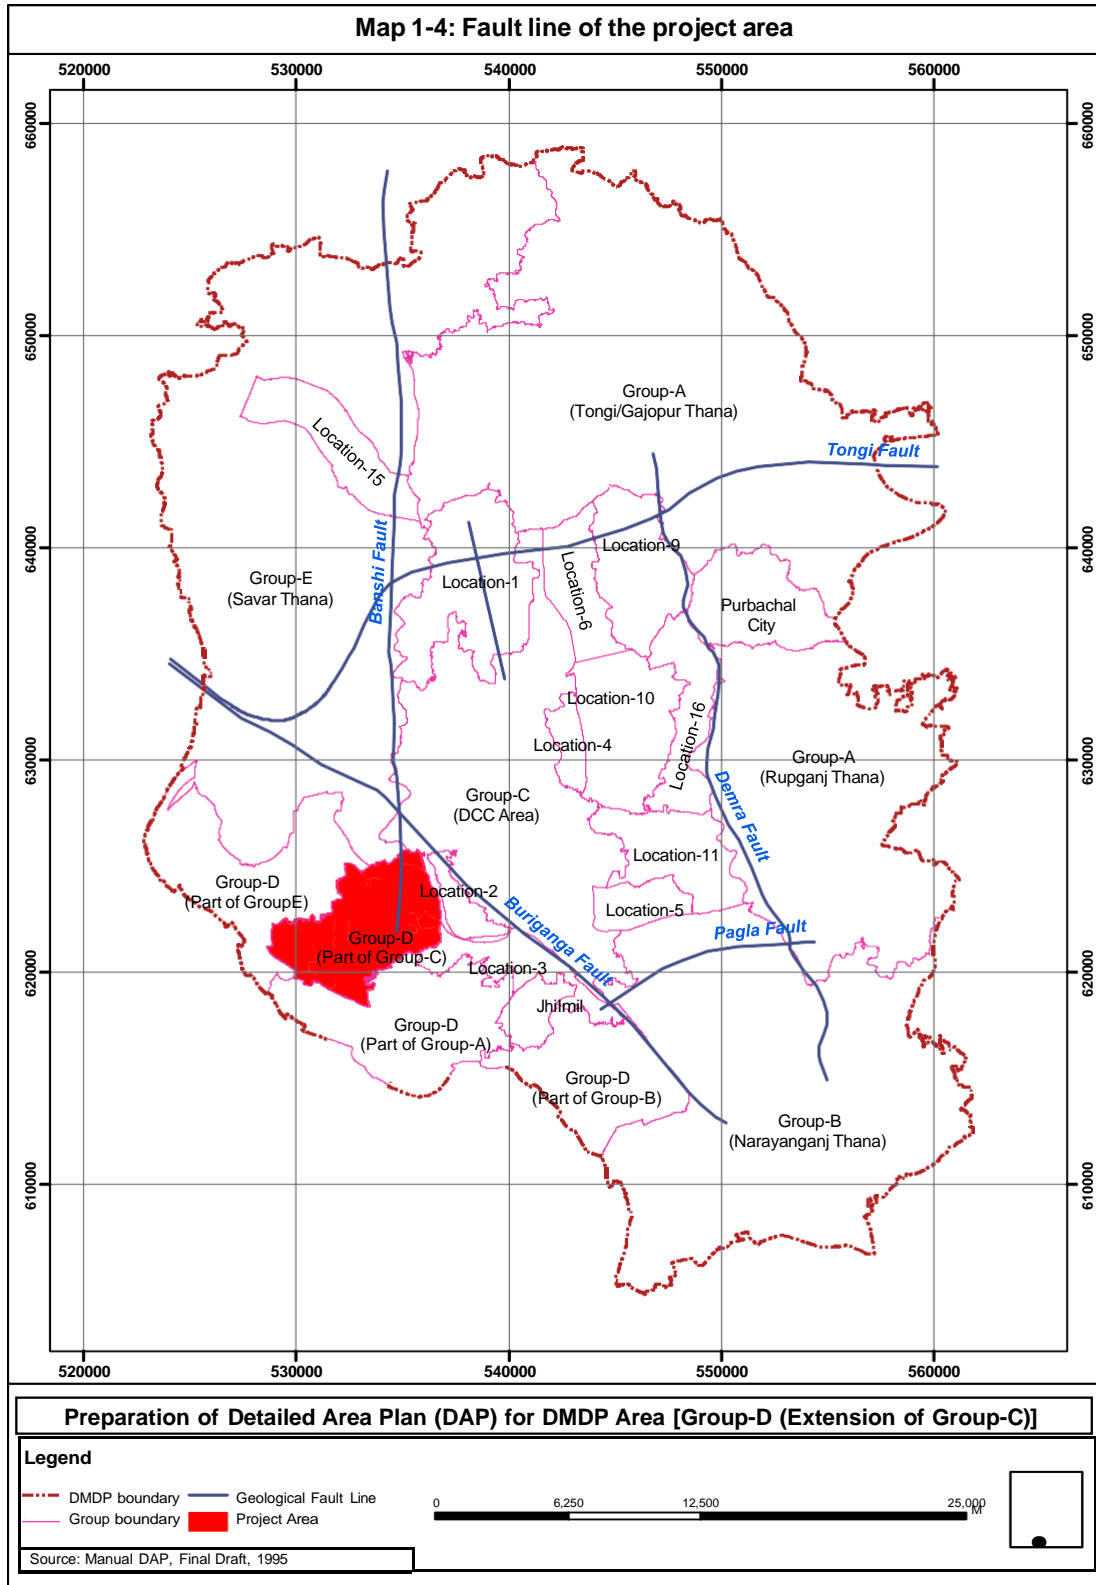 Map 1-4: Fault line of the project area
520000 530000 540000 550000 560000
660000 660000
650000 650000
Group-A
(Tongi/Gajopur Thana)
Location-15
Tongi Fault
640000 640000
Banshi Fault
Location-9
Group-E
(Savar Thana)
Location-1
Location-6
Purbachal
City
Location-10
Location-16
Location-4
630000 630000
Group-A
(Rupganj Thana)
Group-C
(DCC Area)
Demra Fault
Location-11
Group-D
(Part of GroupE)
Location-2
Location-5
Buriganga Fault
Pagla Fault
Group-D
(Part of Group-C)
620000 620000
Location-3
Jhilmil
Group-D
(Part of Group-A)
Group-D
(Part of Group-B)
Group-B
(Narayanganj Thana)
610000 610000
520000 530000 540000 550000 560000
Preparation of Detailed Area Plan (DAP) for DMDP Area [Group-D (Extension of Group-C)]
Legend
DMDP boundary Geological Fault Line
Group boundary Project Area
0 6,250 12,500 25,000
M
Source: Manual DAP, Final Draft, 1995